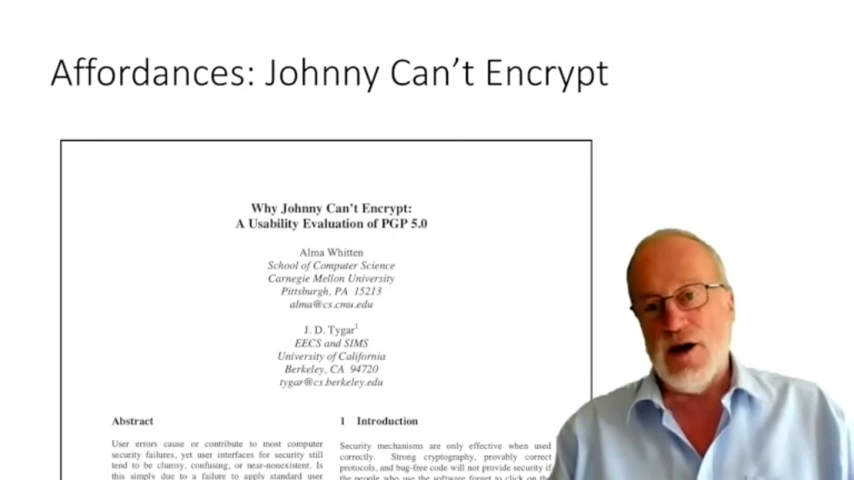 Affordances: Johnny Can't Encrypt
Why Johnny Can't Encrypt:
A Usability Evaluation of PGP 5.0
Alma Whitten
School of Computer Science
Carnegie Mellon University
Pittsburgh, PA 15213
alma@cs.cmu.edu
J. D. Tygar1
EECS and SIMS
University of California
Berkeley, CA 94720
tygar@cs.berkeley.edu
Abstract
User errors cause or contribute to most computer
security failures, yet user interfaces for security still
tend to be clumsy, confusing, or near-nonexistent. Is
this simply due to a failure to apply standard user
1 Introduction
Security mechanisms are only effective when used
correctly. Strong cryptography, provably correct
protocols, and bug-free code will not provide security if
the people who use the software forget to click on the